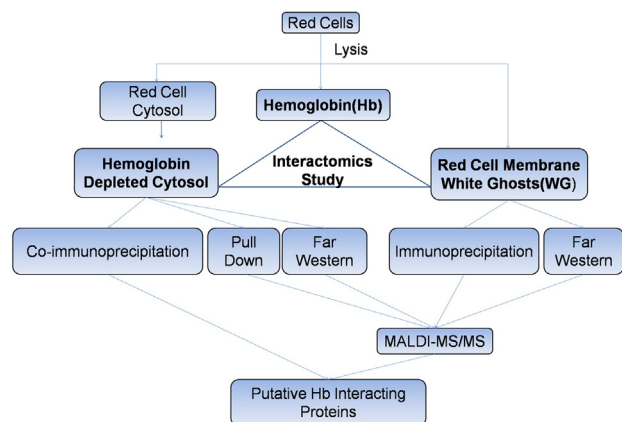 Red Cells
Lysis
Red Cell
Cytosol
Hemoglobin(Hb)
Hemoglobin
Depleted Cytosol
Interactomics
Study
Red Cell Membrane
White Ghosts(WG)
Co-immunoprecipitation
Pull
Down
Far
Western
Immunoprecipitation
Far
Western
MALDI-MS/MS
Putative Hb Interacting
Proteins